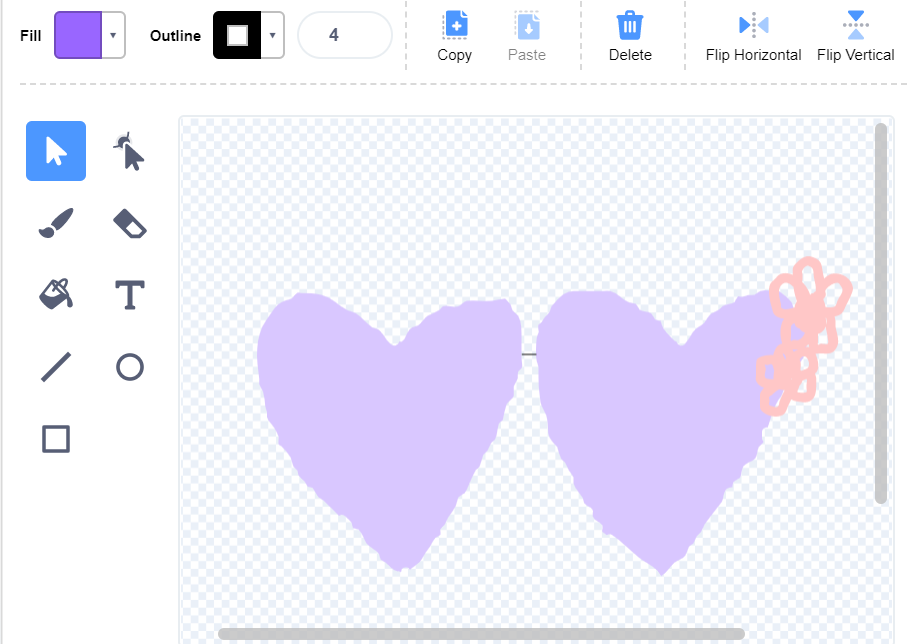 Fill
Outline
4
Copy
Paste
Delete
Flip Horizontal
Flip Vertical